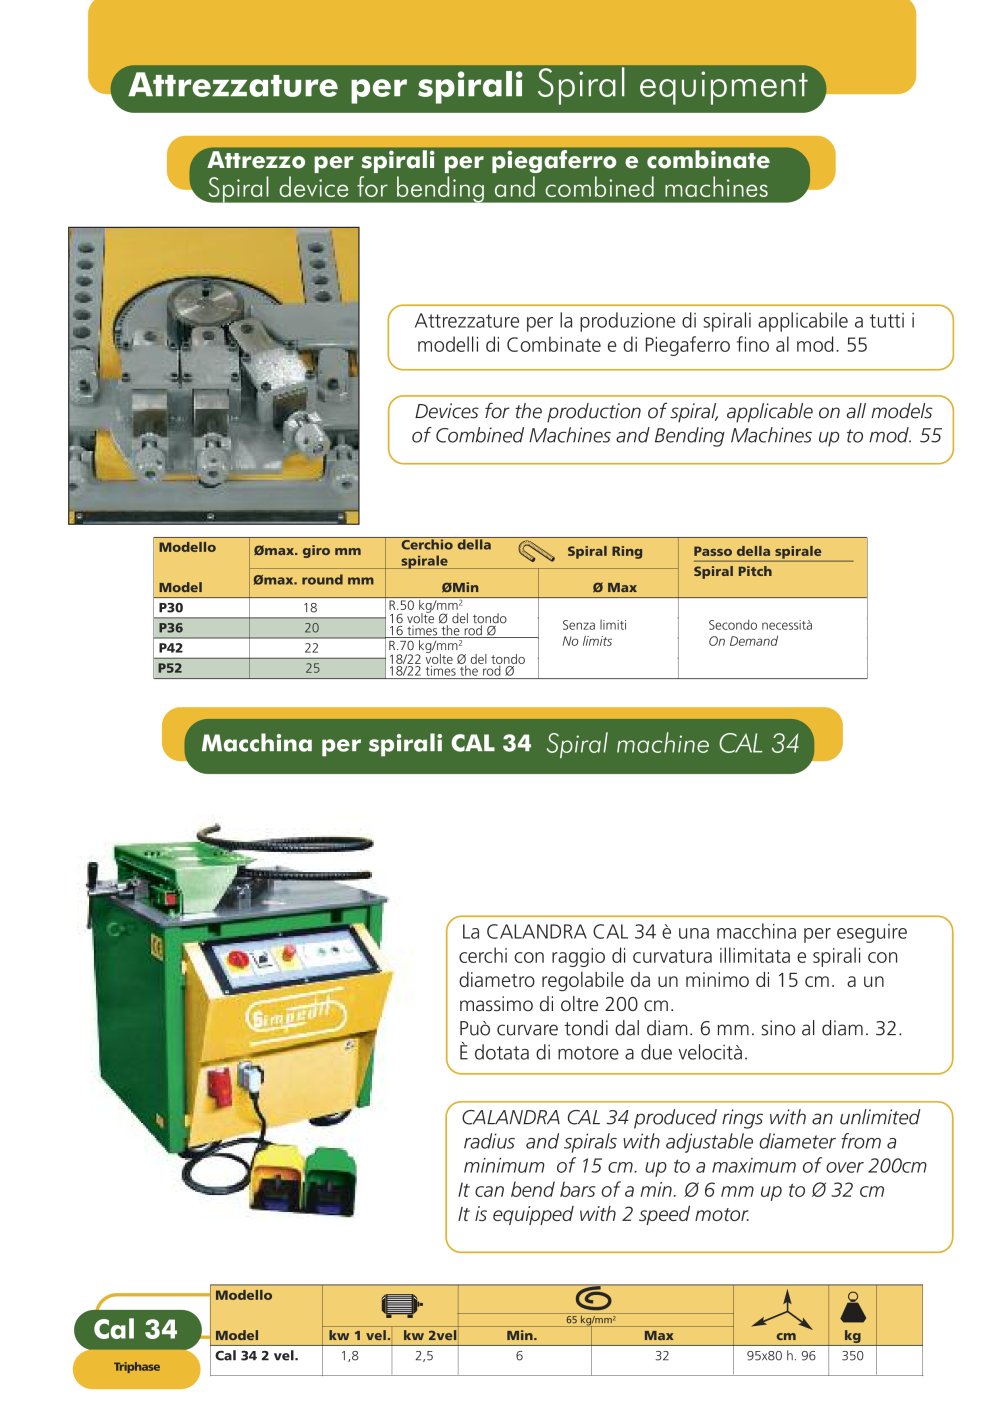 Attrezzature per spirali Spiral equipment
Attrezzo per spirali per piegaferro e combinate
Spiral device for bending and combined machines
Attrezzature per la produzione di spirali applicabile a tutti i
modelli di Combinate e di Piegaferro fino al mod. 55
Devices for the production of spiral, applicable on all models
of Combined Machines and Bending Machines up to mod. 55
Modello Ømax. giro mm Cerchio della spirale Spiral Ring Passo della spirale
Spiral Pitch
Model Ømax. round mm ØMin Ø Max
P30 18 R.50 kg/mm²
16 volte Ø del tondo
P36 20 16 times the rod Ø
Senza limiti
No limits
Secondo necessità
On Demand
P42 22 R.70 kg/mm²
18/22 volte Ø del tondo
P52 25 18/22 times the rod Ø
Macchina per spirali CAL 34 Spiral machine CAL 34
Simpedil
La CALANDRA CAL 34 è una macchina per eseguire
cerchi con raggio di curvatura illimitata e spirali con
diametro regolabile da un minimo di 15 cm. a un
massimo di oltre 200 cm.
Può curvare tondi dal diam. 6 mm. sino al diam. 32.
È dotata di motore a due velocità.
CALANDRA CAL 34 produced rings with an unlimited
radius and spirals with adjustable diameter from a
minimum of 15 cm. up to a maximum of over 200cm
It can bend bars of a min. Ø 6 mm up to Ø 32 cm
It is equipped with 2 speed motor.
Cal 34
Triphase
Modello
65 kg/mm²
Model kw 1 vel. kw 2vel Min. Max cm kg
Cal 34 2 vel. 1,8 2,5 6 32 95x80 h. 96 350